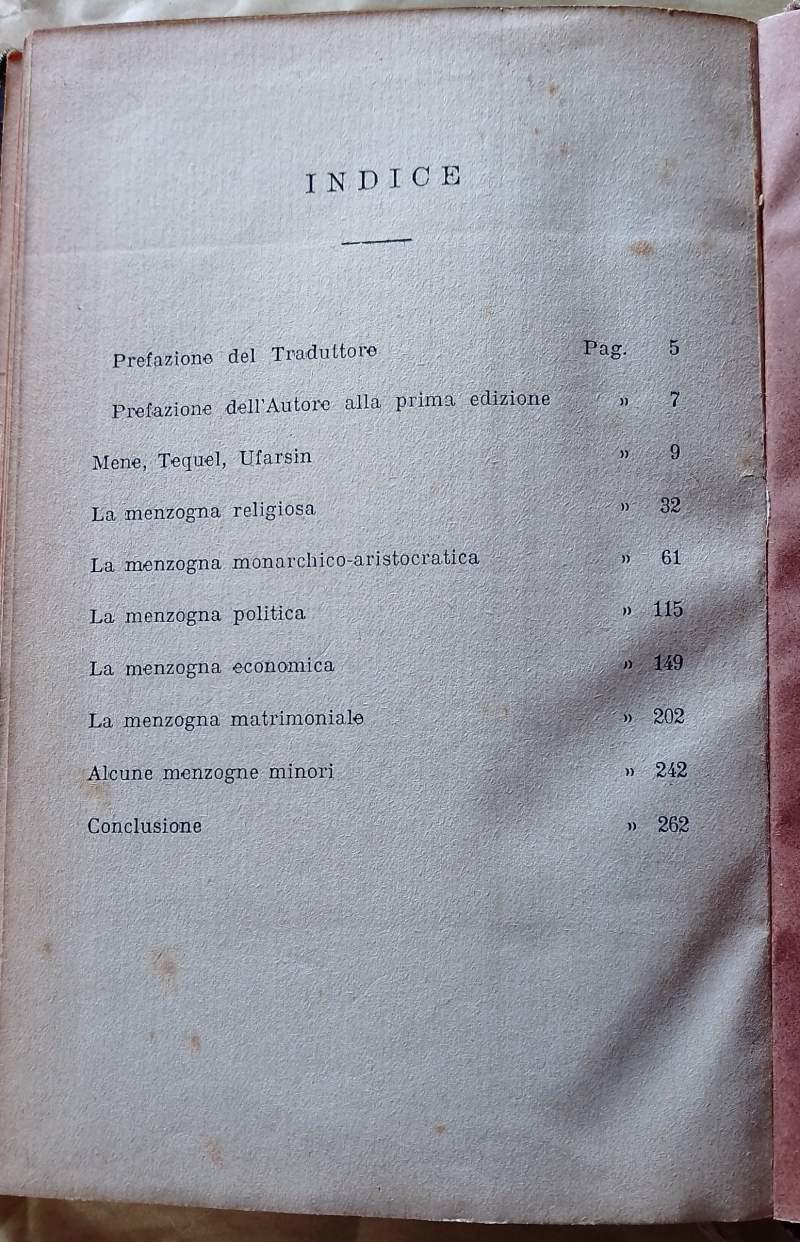 INDICE
Prefazione del Traduttore Pag. 5
Prefazione dell'Autore alla prima edizione » 7
Mene, Tequel, Ufarsin » 9
La menzogna religiosa » 32
La menzogna monarchico-aristocratica » 61
La menzogna politica » 115
La menzogna economica » 149
La menzogna matrimoniale » 202
Alcune menzogne minori » 242
Conclusione » 262